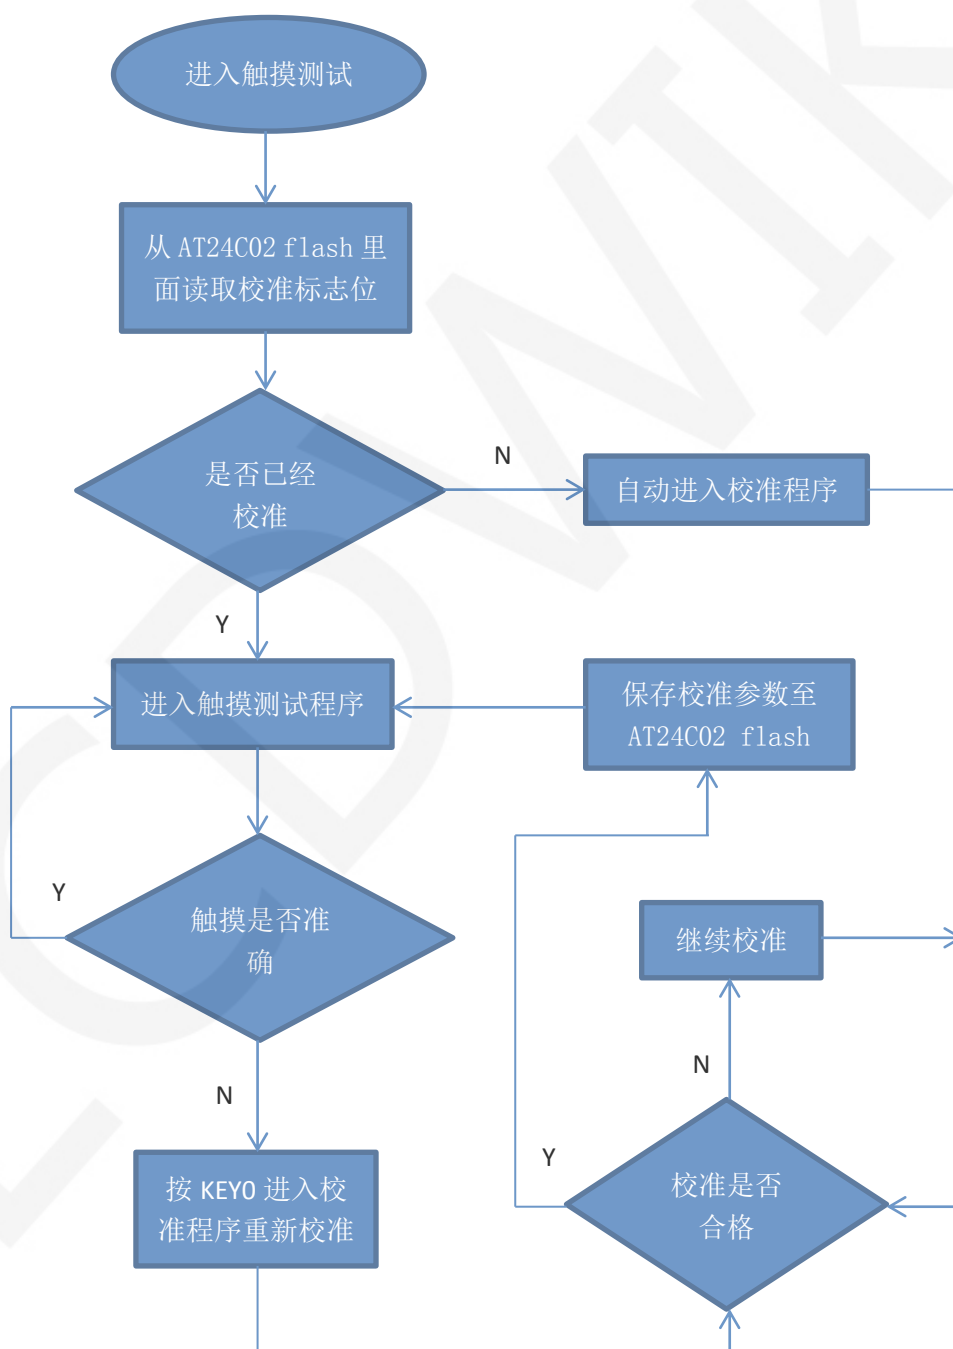 进入触摸测试
从 AT24C02 flash 里
面读取校准标志位
是否已经
校准
N
自动进入校准程序
Y
进入触摸测试程序
保存校准参数至
AT24C02 flash
Y
触摸是否准
确
继续校准
N
N
Y
按 KEY0 进入校
准程序重新校准
校准是否
合格
LCDWIK